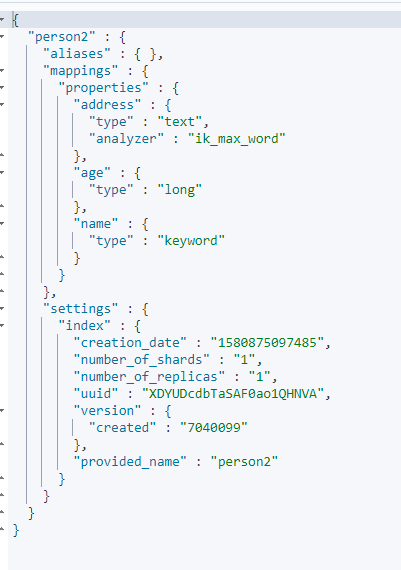 {
  "person2" : {
    "aliases" : { },
    "mappings" : {
      "properties" : {
        "address" : {
          "type" : "text",
          "analyzer" : "ik_max_word"
        },
        "age" : {
          "type" : "long"
        },
        "name" : {
          "type" : "keyword"
        }
      }
    },
    "settings" : {
      "index" : {
        "creation_date" : "1580875097485",
        "number_of_shards" : "1",
        "number_of_replicas" : "1",
        "uuid" : "XDYUDcdbTaSAF0ao1QHNVA",
        "version" : {
          "created" : "7040099"
        },
        "provided_name" : "person2"
      }
    }
  }
}